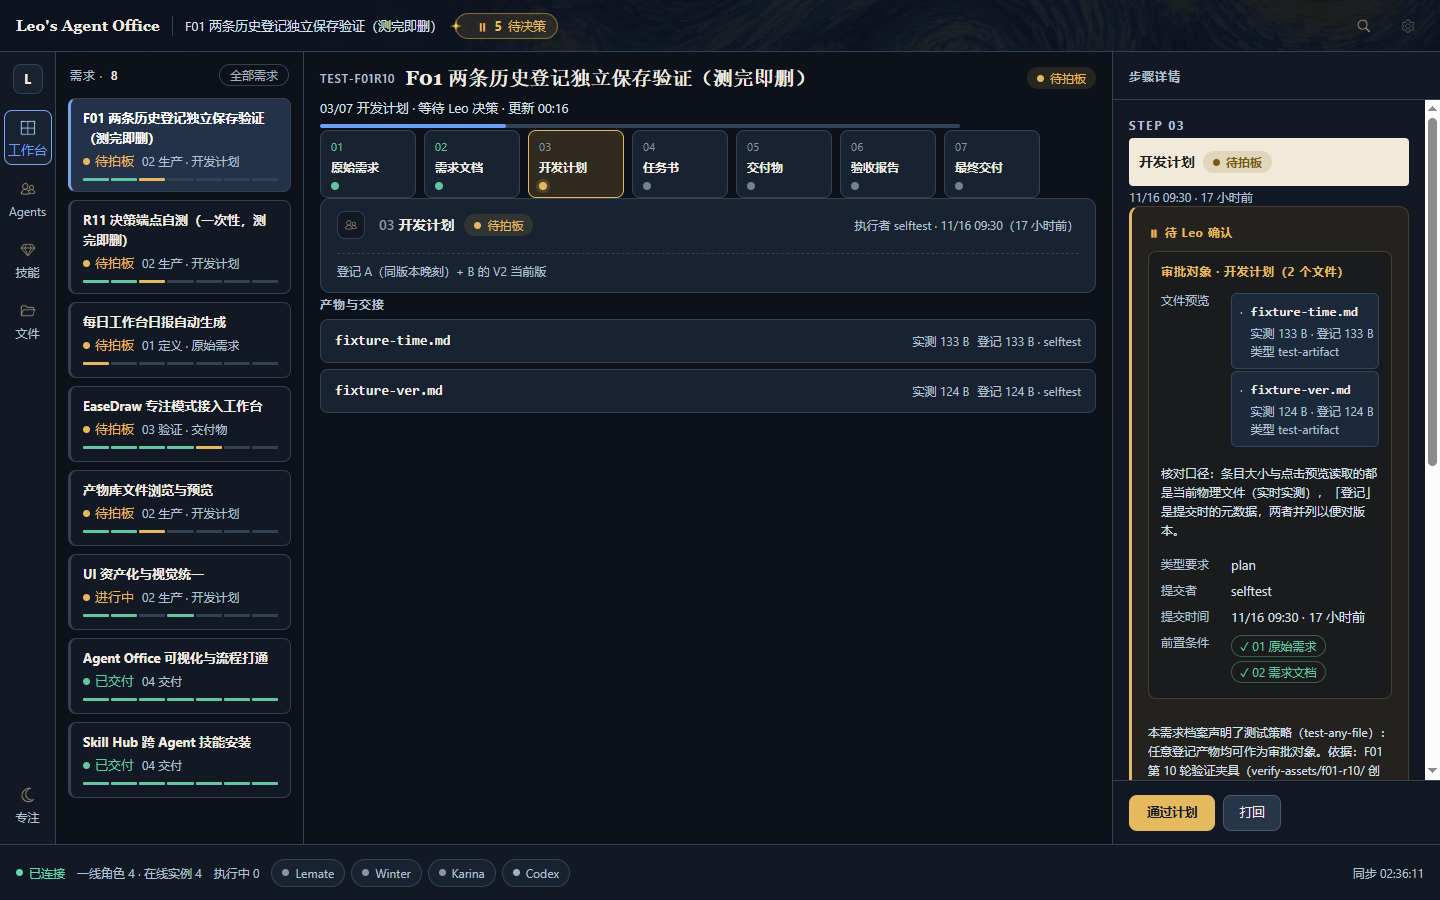 Leo's Agent Office
F01 两条历史登记独立保存验证（测完即删）
5 待决策
L
工作台
Agents
技能
文件
专注
需求 · 8
全部需求
F01 两条历史登记独立保存验证
（测完即删）
待拍板 02 生产 · 开发计划
R11 决策端点自测（一次性，测
完即删）
待拍板 02 生产 · 开发计划
每日工作台日报自动生成
待拍板 01 定义 · 原始需求
EaseDraw 专注模式接入工作台
待拍板 03 验证 · 交付物
产物库文件浏览与预览
待拍板 02 生产 · 开发计划
UI 资产化与视觉统一
进行中 02 生产 · 开发计划
Agent Office 可视化与流程打通
已交付 04 交付
Skill Hub 跨 Agent 技能安装
已交付 04 交付
TEST-F01R10 F01 两条历史登记独立保存验证（测完即删）
待拍板
03/07 开发计划 · 等待 Leo 决策 · 更新 00:16
01
原始需求
02
需求文档
03
开发计划
04
任务书
05
交付物
06
验收报告
07
最终交付
03 开发计划 待拍板
执行者 selftest · 11/16 09:30（17 小时前）
登记 A（同版本晚刻）+ B 的 V2 当前版
产物与交接
fixture-time.md
实测 133 B 登记 133 B · selftest
fixture-ver.md
实测 124 B 登记 124 B · selftest
步骤详情
STEP 03
开发计划 待拍板
11/16 09:30 · 17 小时前
待 Leo 确认
审批对象 · 开发计划（2 个文件）
文件预览
· fixture-time.md
实测 133 B · 登记 133 B
类型 test-artifact
· fixture-ver.md
实测 124 B · 登记 124 B
类型 test-artifact
核对口径：条目大小与点击预览读取的都
是当前物理文件（实时实测），「登记」
是提交时的元数据，两者并列以便对版
本。
类型要求 plan
提交者 selftest
提交时间 11/16 09:30 · 17 小时前
前置条件 ✓ 01 原始需求
✓ 02 需求文档
本需求档案声明了测试策略（test-any-file）：
任意登记产物均可作为审批对象。依据：F01
第 10 轮验证夹具（verify-assets/f01-r10/ 创
通过计划
打回
已连接 一线角色 4 · 在线实例 4 执行中 0
Lemate
Winter
Karina
Codex
同步 02:36:11